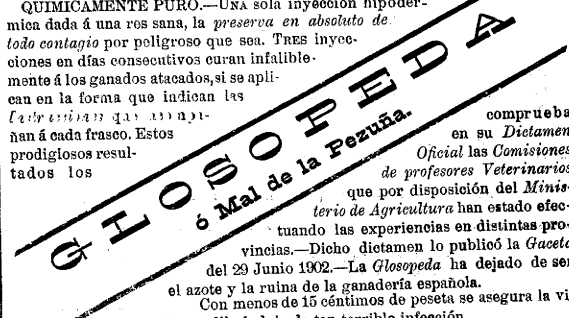 QUIMICAMENTE PURO.—UNA sola inyección hipodér-
mica dada á una res sana, la preserva en absoluto de
todo contagio por peligroso que sea. TRES inyec-
ciones en días consecutivos curan infalible-
mente á los ganados atacados, si se apli-
can en la forma que indican las
que
ñan á cada frasco. Estos
prodigiosos resul-
tados los
GLOSOPEDA
ó Mal de la Pezuña.
comprueba
en su Dictamen
Oficial las Comisiones
de profesores Veterinarios
que por disposición del Minis-
terio de Agricultura han estado efec-
tuando las experiencias en distintas pro-
vincias.—Dicho dictamen lo publicó la Gaceta
del 29 Junio 1902.—La Glosopeda ha dejado de ser
el azote y la ruina de la ganadería española.
Con menos de 15 céntimos de peseta se asegura la vi
terrible infección